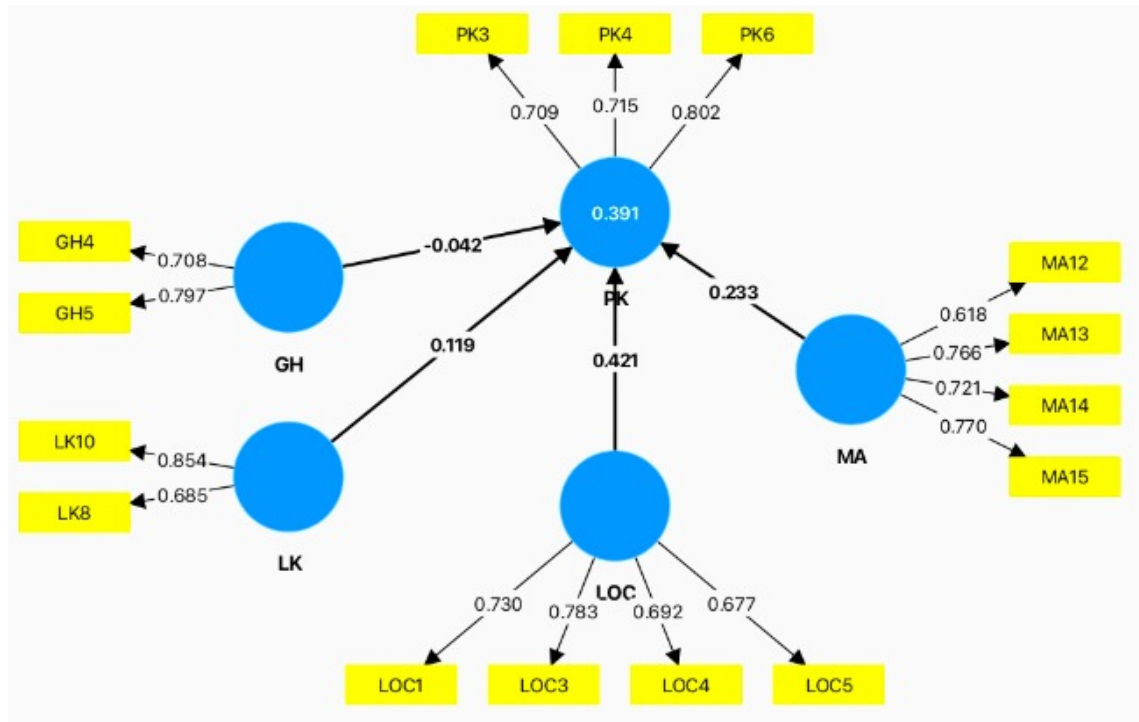 PK3 PK4 PK6
0.709 0.715 0.802
0.391
PK
GH4
GH5
0.708
0.797
GH
-0.042
0.119
0.421
0.233
LK10
LK8
0.854
0.685
LK
MA12
MA13
MA14
MA15
0.618
0.766
0.721
0.770
MA
LOC
0.730 0.783 0.692 0.677
LOC1 LOC3 LOC4 LOC5